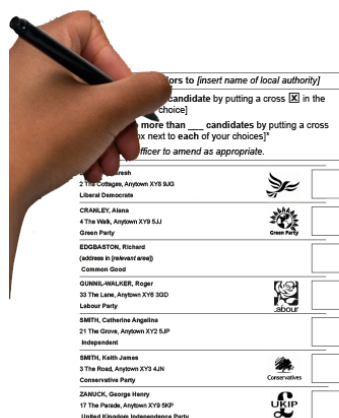 ors to [insert name of local authority]
candidate by putting a cross X in the
choice]
more than ___ candidates by putting a cross
ox next to each of your choices]*
fficer to amend as appropriate.
2 The Cottages, Anytown XY8 9JG
Liberal Democrate
CRANLEY, Alana
4 The Walk, Anytown XY9 5JJ
Green Party
Green Party
EDGBASTON, Richard
(address in [relevant area])
Common Good
GUNNIL-WALKER, Roger
33 The Lane, Anytown XY6 3GD
Labour Party
Labour
SMITH, Catherine Angelina
21 The Grove, Anytown XY2 5JP
Independent
SMITH, Keith James
3 The Road, Anytown XY3 4JN
Conservative Party
Conservatives
ZANUCK, George Henry
17 The Parade, Anytown XY9 5KP
United Kingdom Independence Party
UKIP